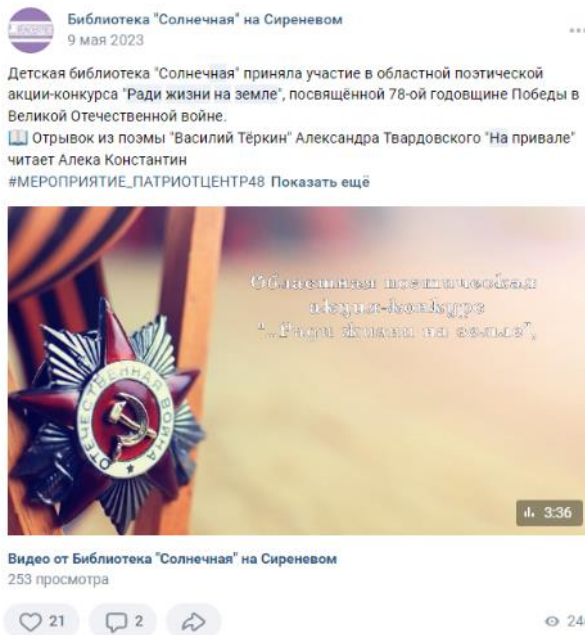 Библиотека "Солнечная" на Сиреневом
9 мая 2023
Детская библиотека "Солнечная" приняла участие в областной поэтической
акции-конкурса "Ради жизни на земле", посвящённой 78-ой годовщине Победы в
Великой Отечественной войне.
Отрывок из поэмы "Василий Тёркин" Александра Твардовского "На привале"
читает Алека Константин
#МЕРОПРИЯТИЕ_ПАТРИОТЦЕНТР48 Показать ещё
Областная поэтическая
акция-конкурс
"...Ради жизни на земле",
ОТЕЧЕСТВЕННАЯ ВОЙНА
3:36
Видео от Библиотека "Солнечная" на Сиреневом
253 просмотра
21
2